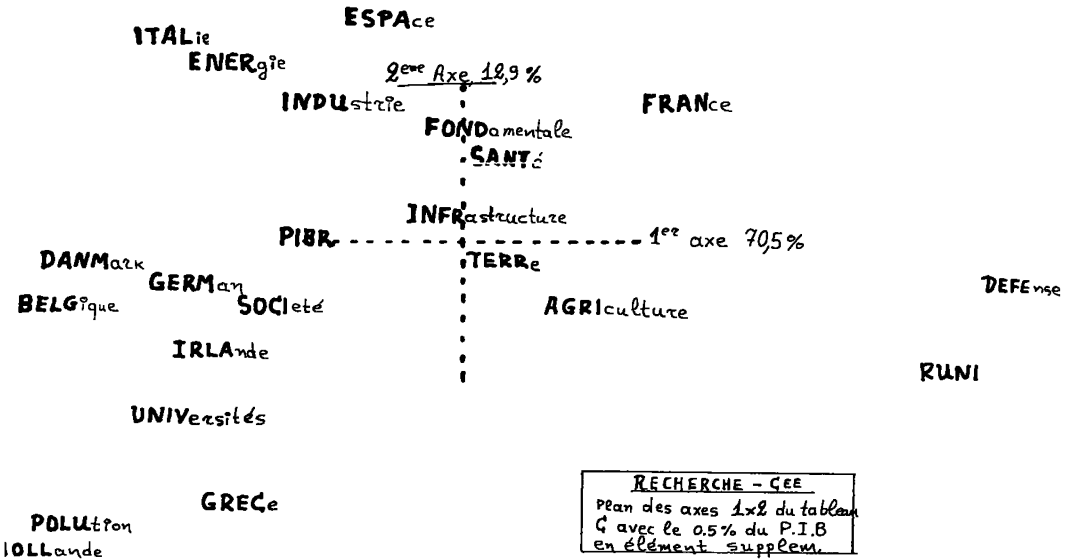 ESPAce
ITALie
ENERgie
2eme Axe 12,9 %
INDUstrie
FRANce
FONDamentale
SANTé
INFRastructure
PIBR
1er axe 70,5 %
DANMark
TERRe
GERMan
DEFEnse
BELGique
SOCIeté
AGRIculture
IRLAnde
RUNI
UNIVersités
RECHERCHE - CEE
Plan des axes 1x2 du tableau
C avec le 0.5% du P.I.B
en élément supplem.
GRECe
POLUtion
IOLLande